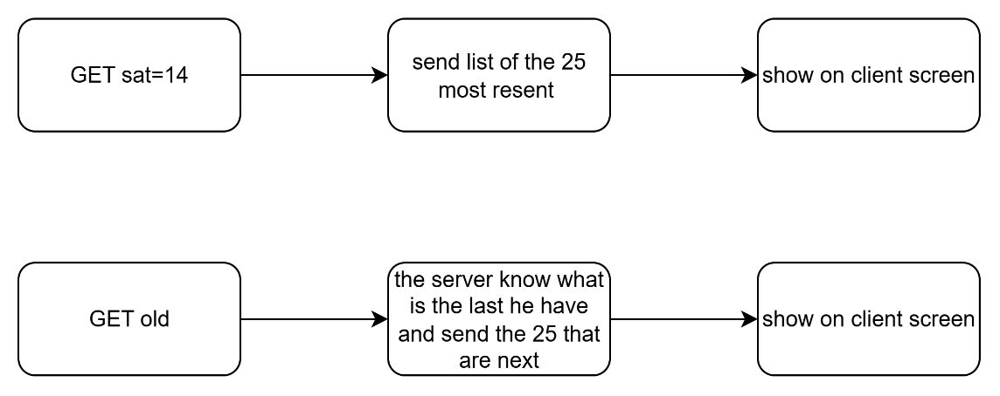 GET sat=14
send list of the 25
most resent
show on client screen
GET old
the server know what
is the last he have
and send the 25 that
are next
show on client screen